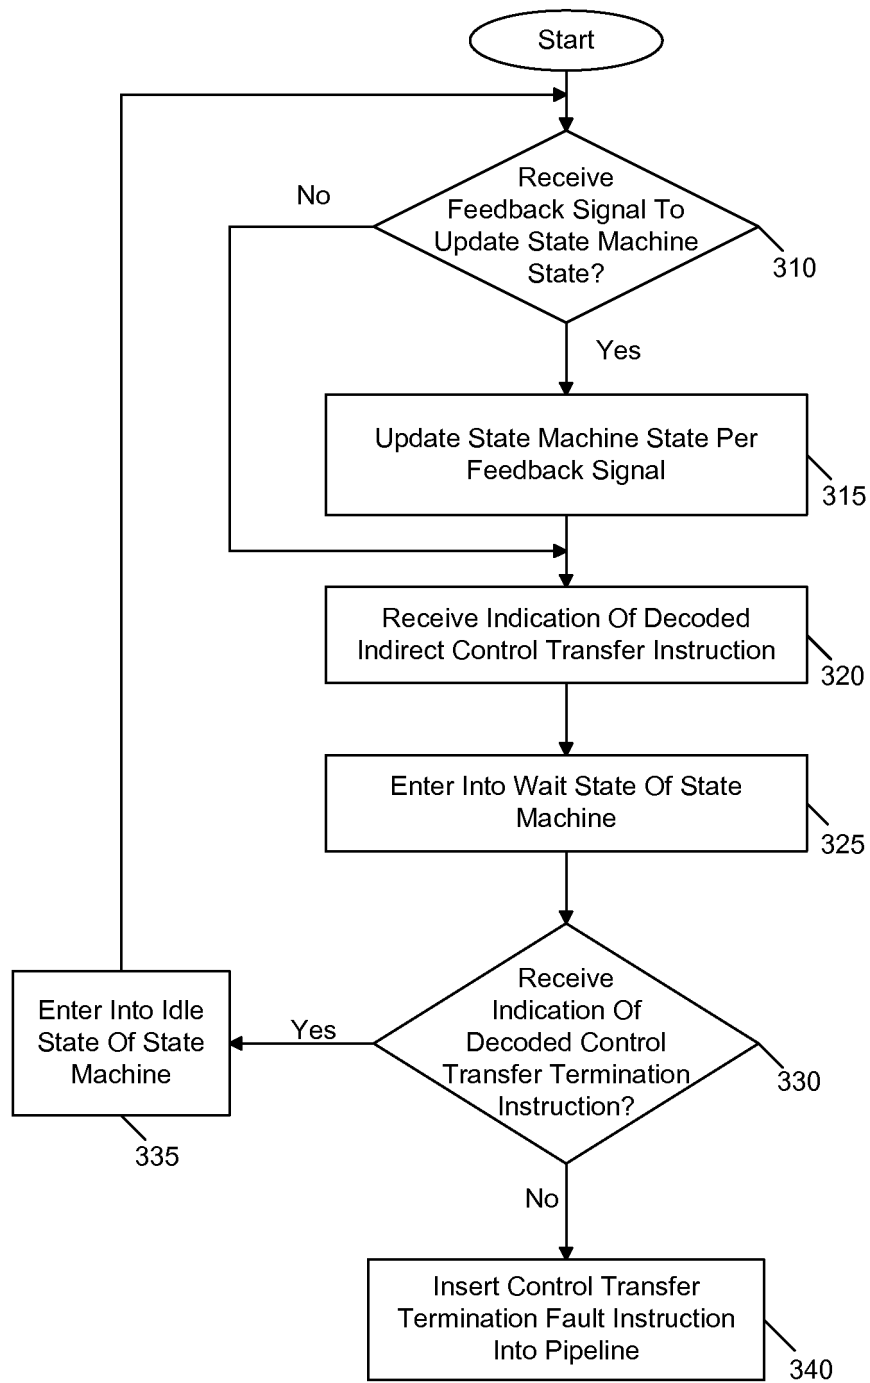 Start
No
Receive
Feedback Signal To
Update State Machine
State?
310
Yes
Update State Machine State Per
Feedback Signal
315
Receive Indication Of Decoded
Indirect Control Transfer Instruction
320
Enter Into Wait State Of State
Machine
325
Receive
Indication Of
Decoded Control
Transfer Termination
Instruction?
330
Yes
Enter Into Idle
State Of State
Machine
335
No
Insert Control Transfer
Termination Fault Instruction
Into Pipeline
340